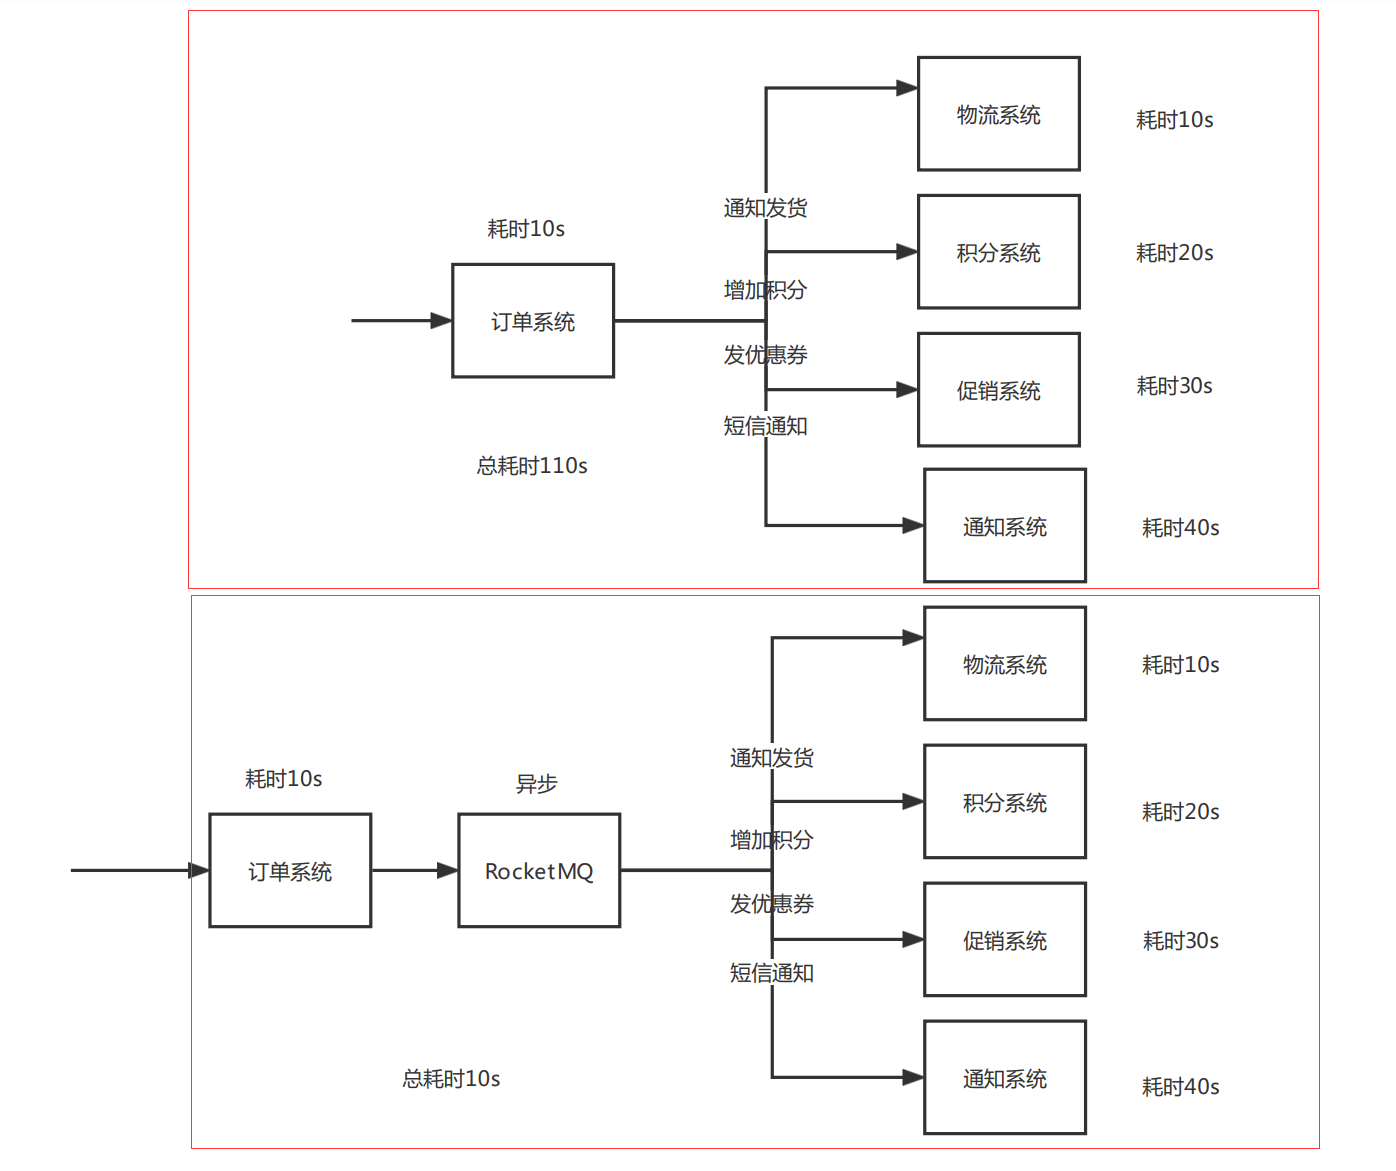 物流系统
耗时10s
通知发货
耗时10s
积分系统
耗时20s
增加积分
订单系统
发优惠券
促销系统
耗时30s
短信通知
总耗时110s
通知系统
耗时40s
物流系统
耗时10s
通知发货
耗时10s
异步
积分系统
耗时20s
增加积分
订单系统
RocketMQ
发优惠券
促销系统
耗时30s
短信通知
总耗时10s
通知系统
耗时40s